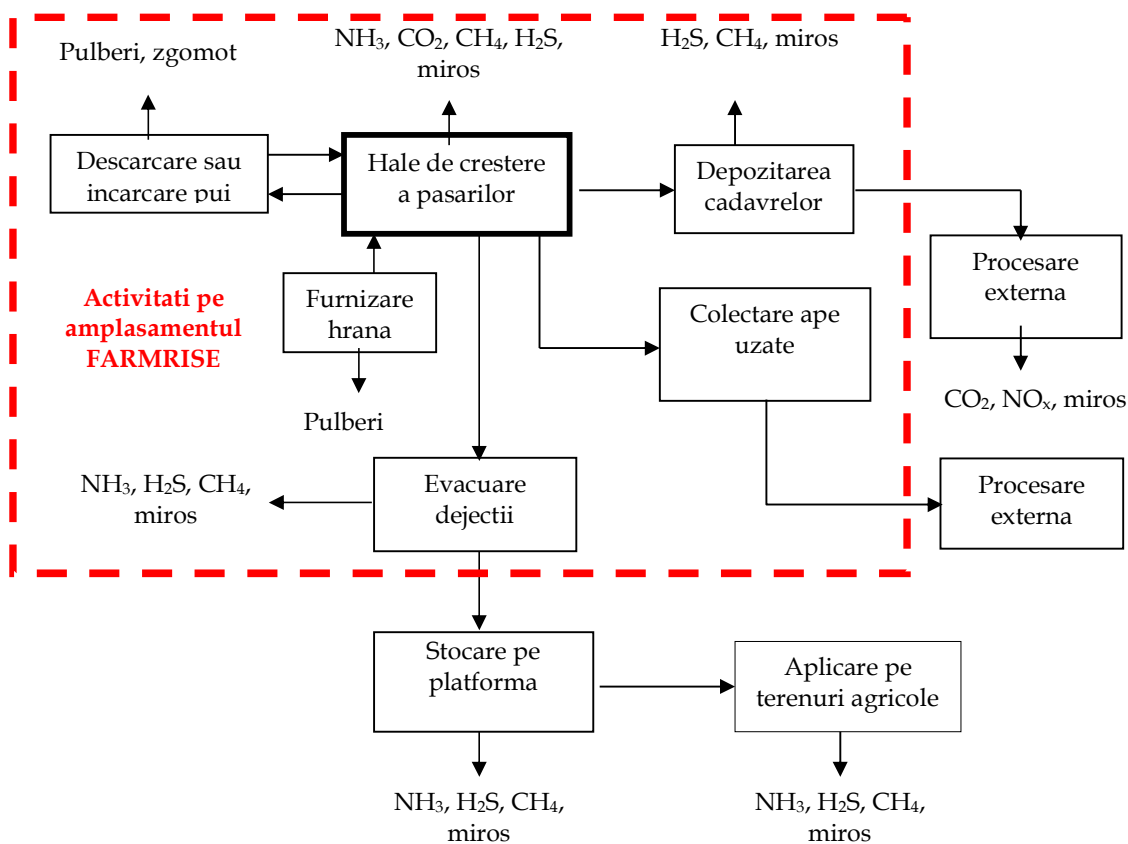 Pulberi, zgomot
NH₃, CO₂, CH₄, H₂S,
miros
H₂S, CH₄, miros
Descarcare sau
incarcare pui
Hale de crestere
a pasarilor
Depozitarea
cadavrelor
Procesare
externa
Activitati pe
amplasamentul
FARMRISE
Furnizare
hrana
Colectare ape
uzate
CO₂, NOₓ, miros
Pulberi
NH₃, H₂S, CH₄,
miros
Evacuare
dejectii
Procesare
externa
Stocare pe
platforma
Aplicare pe
terenuri agricole
NH₃, H₂S, CH₄,
miros
NH₃, H₂S, CH₄,
miros